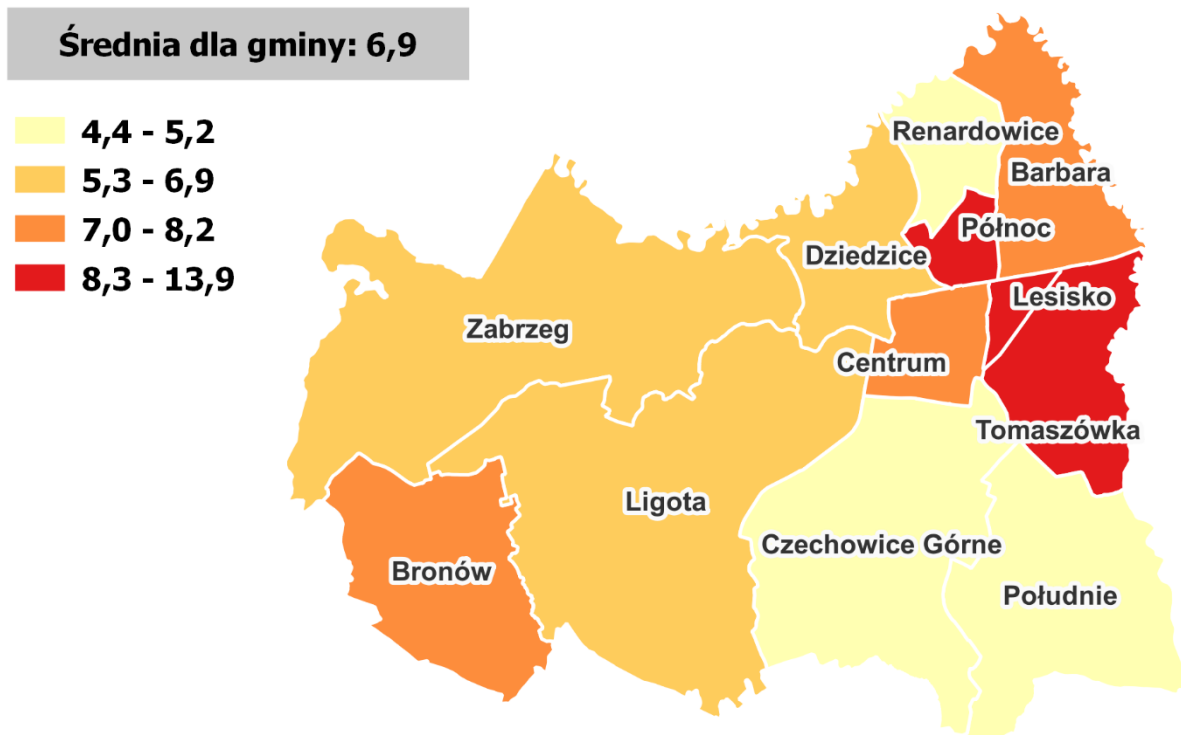 Średnia dla gminy: 6,9
4,4 - 5,2
5,3 - 6,9
7,0 - 8,2
8,3 - 13,9
Renardowice
Barbara
Północ
Dziedzice
Lesisko
Zabrzeg
Centrum
Tomaszówka
Ligota
Czechowice Górne
Bronów
Południe